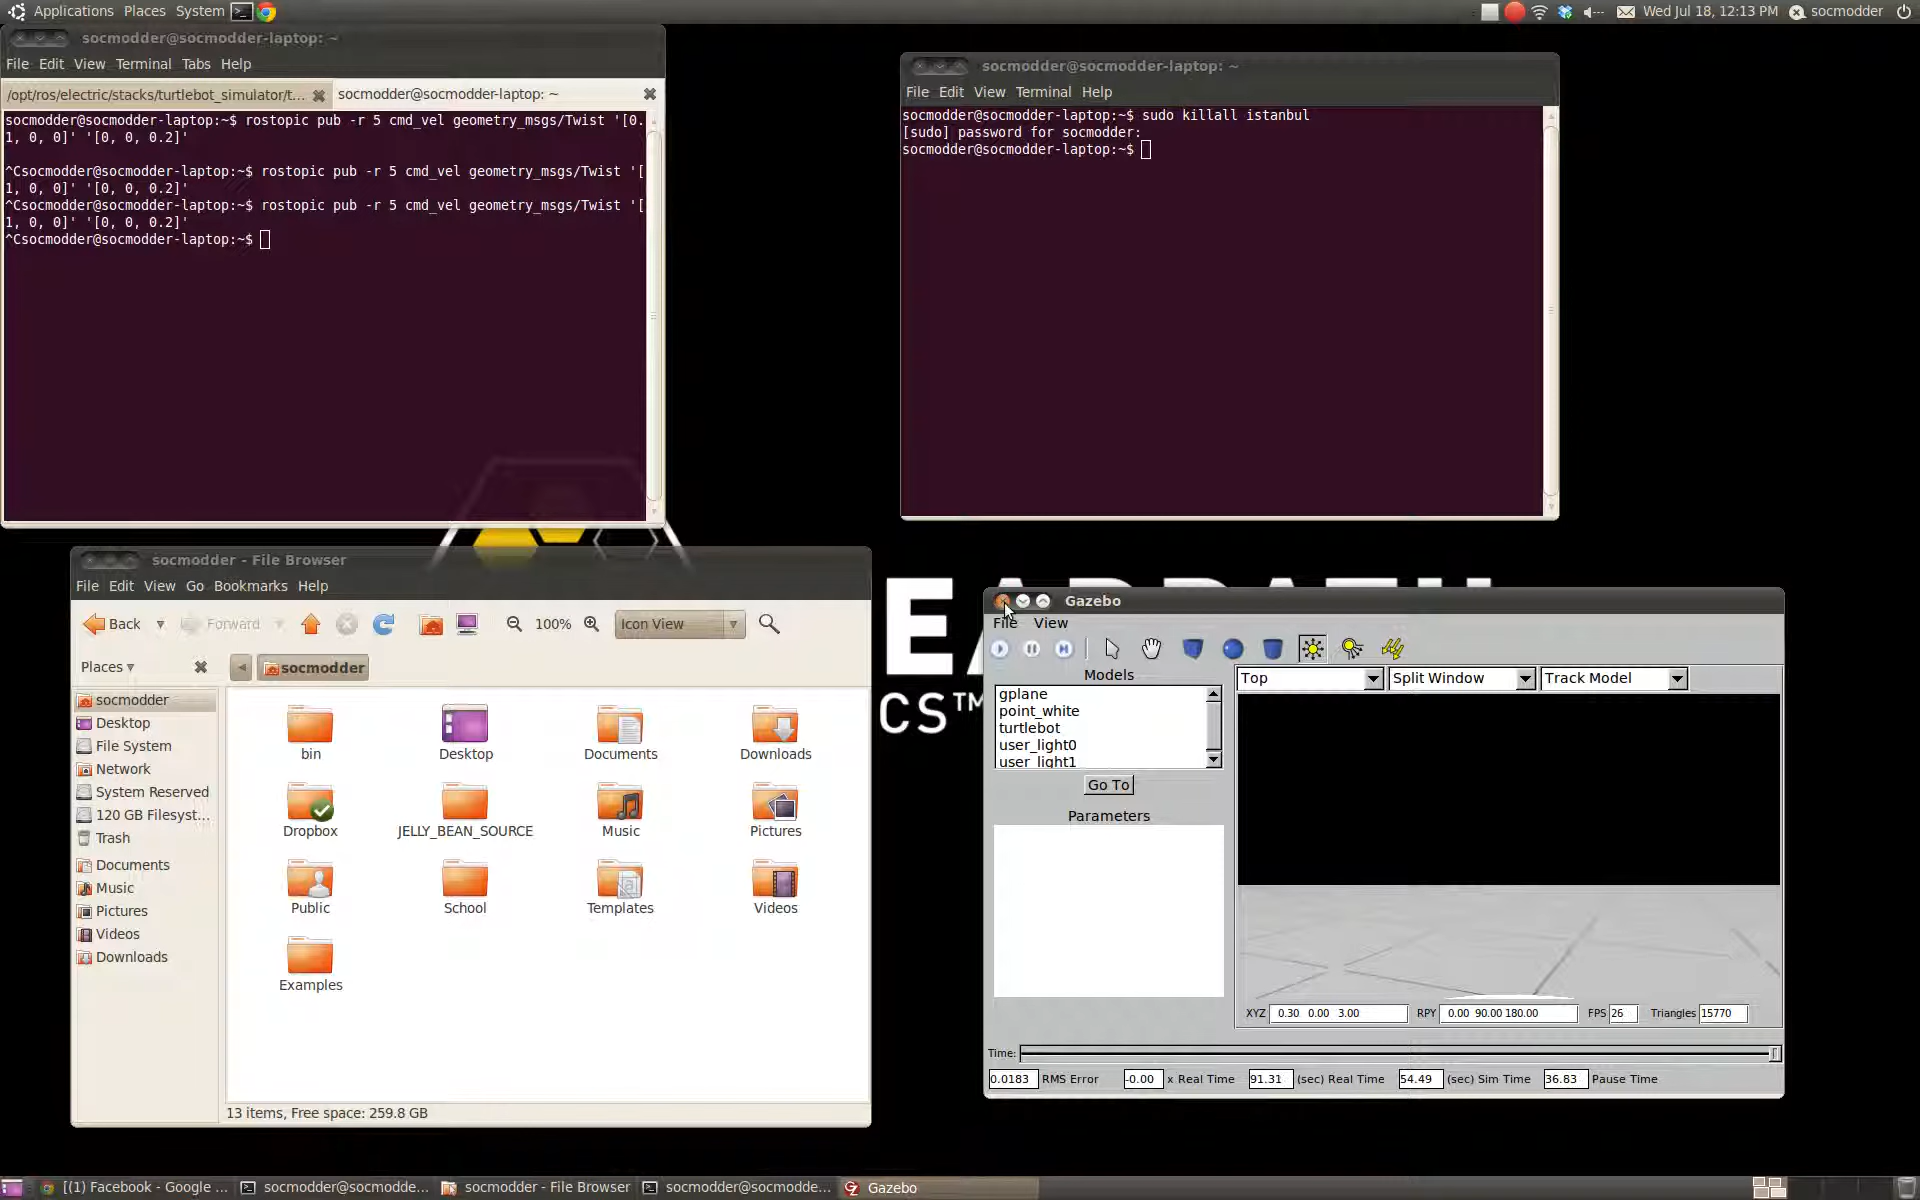 Applications Places System
Wed Jul 18, 12:13 PM socmodder
socmodder@socmodder-laptop: ~
File Edit View Terminal Tabs Help
/opt/ros/electric/stacks/turtlebot_simulator/t...
socmodder@socmodder-laptop: ~
socmodder@socmodder-laptop:~$ rostopic pub -r 5 cmd_vel geometry_msgs/Twist '[0.
1, 0, 0]' '[0, 0, 0.2]'
^Csocmodder@socmodder-laptop:~$ rostopic pub -r 5 cmd_vel geometry_msgs/Twist '[
1, 0, 0]' '[0, 0, 0.2]'
^Csocmodder@socmodder-laptop:~$ rostopic pub -r 5 cmd_vel geometry_msgs/Twist '[
1, 0, 0]' '[0, 0, 0.2]'
^Csocmodder@socmodder-laptop:~$
socmodder@socmodder-laptop: ~
File Edit View Terminal Help
socmodder@socmodder-laptop:~$ sudo killall istanbul
[sudo] password for socmodder:
socmodder@socmodder-laptop:~$
socmodder - File Browser
File Edit View Go Bookmarks Help
Back Forward 100% Icon View
Places socmodder
socmodder
Desktop
File System
Network
System Reserved
120 GB Filesyst...
Trash
Documents
Music
Pictures
Videos
Downloads
bin Desktop Documents Downloads
Dropbox JELLY_BEAN_SOURCE Music Pictures
Public School Templates Videos
Examples
13 items, Free space: 259.8 GB
CS™
Gazebo
File View
Models
gplane
point_white
turtlebot
user_light0
user_light1
Go To
Parameters
Top Split Window Track Model
XYZ 0.30 0.00 3.00 RPY 0.00 90.00 180.00 FPS 26 Triangles 15770
Time:
0.0183 RMS Error -0.00 x Real Time 91.31 (sec) Real Time 54.49 (sec) Sim Time 36.83 Pause Time
[(1) Facebook - Google ... socmodder@socmodde... socmodder - File Browser socmodder@socmodde... Gazebo